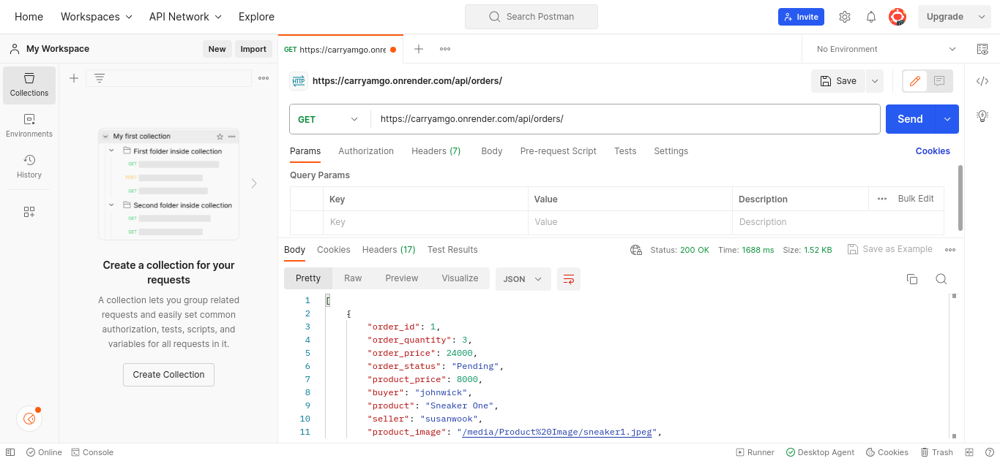 Home Workspaces API Network Explore Search Postman Invite Upgrade
My Workspace New Import GET https://carryamgo.onre No Environment
Collections
Environments
History
My first collection
First folder inside collection
GET
POST
GET
Second folder inside collection
GET
GET
Create a collection for your
requests
A collection lets you group related
requests and easily set common
authorization, tests, scripts, and
variables for all requests in it.
Create Collection
HTTP https://carryamgo.onrender.com/api/orders/ Save
GET https://carryamgo.onrender.com/api/orders/ Send
Params Authorization Headers (7) Body Pre-request Script Tests Settings Cookies
Query Params
Key Value Description Bulk Edit
Key Value Description
Body Cookies Headers (17) Test Results Status: 200 OK Time: 1688 ms Size: 1.52 KB Save as Example
Pretty Raw Preview Visualize JSON
1 [
2 {
3 "order_id": 1,
4 "order_quantity": 3,
5 "order_price": 24000,
6 "order_status": "Pending",
7 "product_price": 8000,
8 "buyer": "johnwick",
9 "product": "Sneaker One",
10 "seller": "susanwook",
11 "product_image": "/media/Product%20Image/sneaker1.jpeg",
Online Console Runner Desktop Agent Cookies Trash